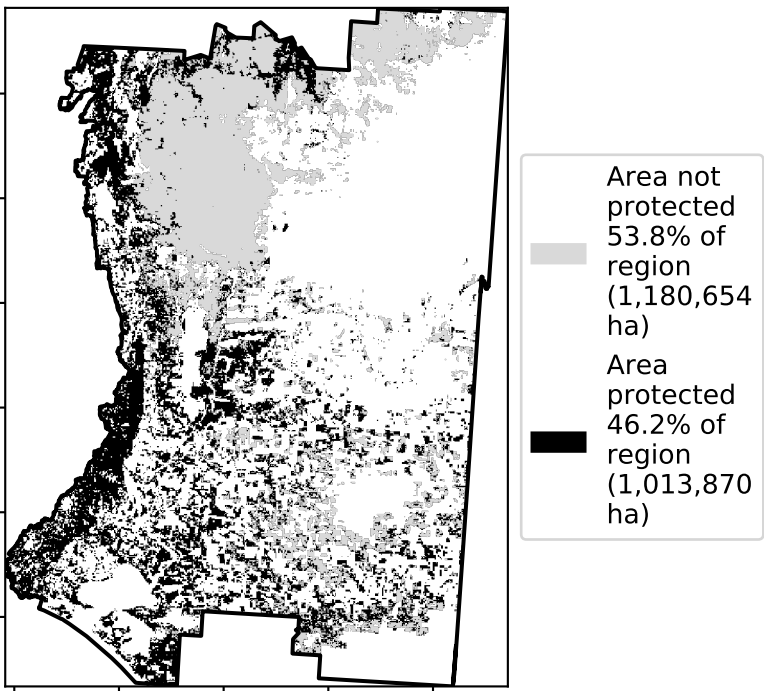 Area not
protected
53.8% of
region
(1,180,654
ha)
Area
protected
46.2% of
region
(1,013,870
ha)